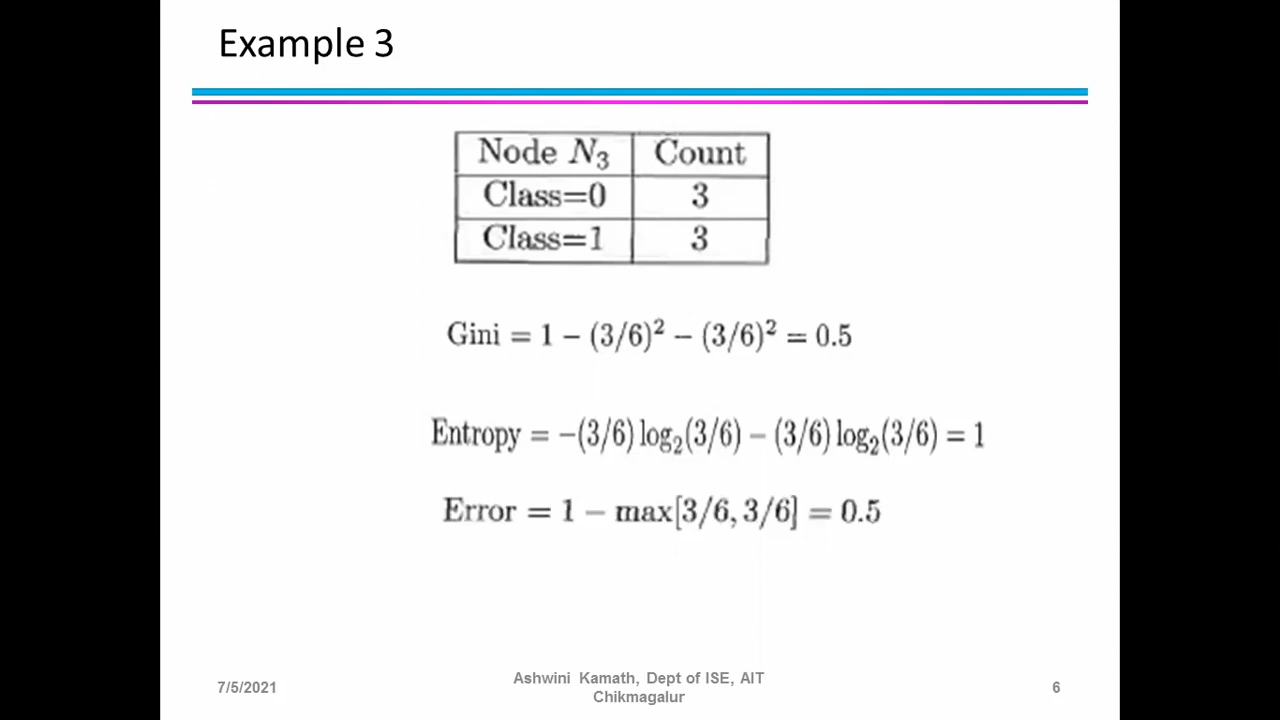 Example 3
Node N₃ Count
Class=0 3
Class=1 3
Gini = 1 − (3/6)² − (3/6)² = 0.5
Entropy = −(3/6) log₂(3/6) − (3/6) log₂(3/6) = 1
Error = 1 − max[3/6, 3/6] = 0.5
7/5/2021
Ashwini Kamath, Dept of ISE, AIT
Chikmagalur
6